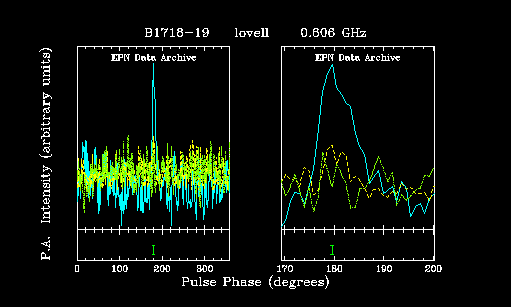 B1718-19 lovell 0.606 GHz
EPN Data Archive EPN Data Archive
P.A. Intensity (arbitrary units)
0 100 200 300 170 180 190 200
Pulse Phase (degrees)